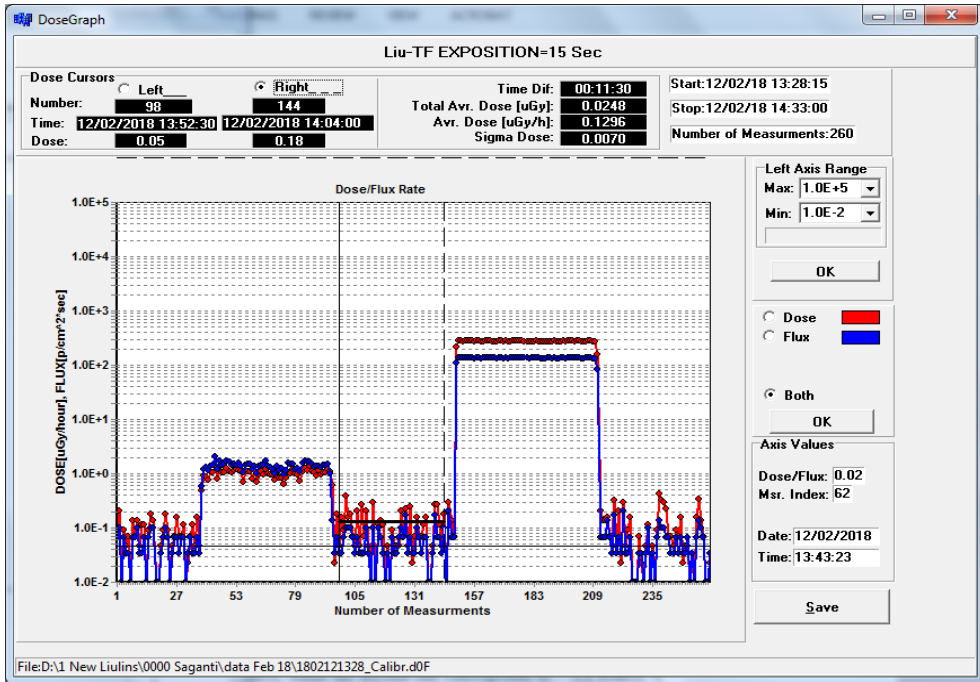 DoseGraph
Liu-TF EXPOSITION=15 Sec
Dose Cursors
Left___ Right_ _ _
Number: 98 144
Time: 12/02/2018 13:52:30 12/02/2018 14:04:00
Dose: 0.05 0.18
Time Dif: 00:11:30
Total Avr. Dose [uGy]: 0.0248
Avr. Dose [uGy/h]: 0.1296
Sigma Dose: 0.0070
Start:12/02/18 13:28:15
Stop:12/02/18 14:33:00
Number of Measurments:260
Dose/Flux Rate
DOSE[uGy/hour], FLUX[p/cm^2*sec]
1.0E+5
1.0E+4
1.0E+3
1.0E+2
1.0E+1
1.0E+0
1.0E-1
1.0E-2
1 27 53 79 105 131 157 183 209 235
Number of Measurments
Left Axis Range
Max: 1.0E+5
Min: 1.0E-2
OK
Dose
Flux
Both
OK
Axis Values
Dose/Flux: 0.02
Msr. Index: 62
Date: 12/02/2018
Time: 13:43:23
Save
File:D:\1 New Liulins\0000 Saganti\data Feb 18\1802121328_Calibr.d0F